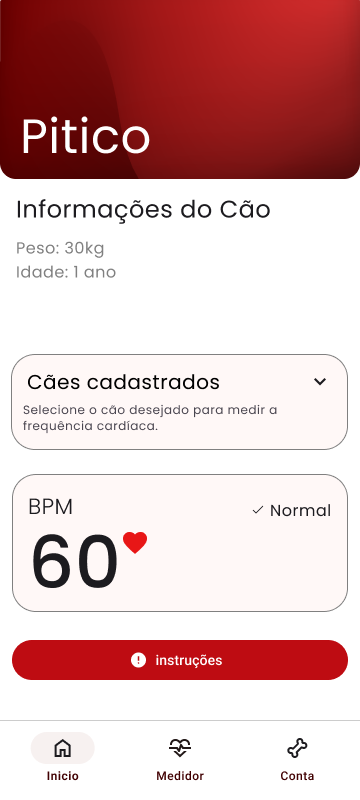 Pitico
Informações do Cão
Peso: 30kg
Idade: 1 ano
Cães cadastrados
Selecione o cão desejado para medir a
frequência cardíaca.
BPM
Normal
60
instruções
Inicio
Medidor
Conta